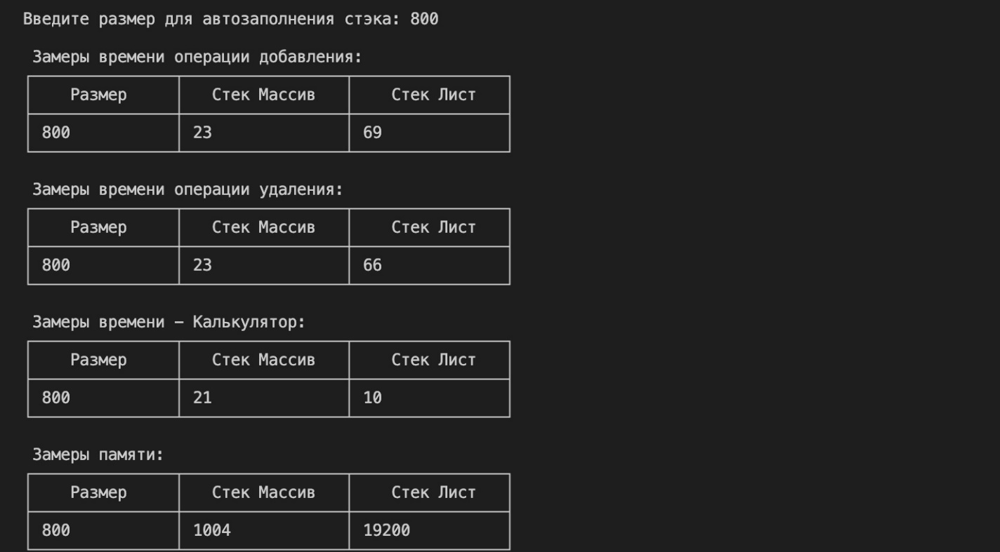 Введите размер для автозаполнения стэка: 800
Замеры времени операции добавления:
Размер Стек Массив Стек Лист
800 23 69
Замеры времени операции удаления:
Размер Стек Массив Стек Лист
800 23 66
Замеры времени – Калькулятор:
Размер Стек Массив Стек Лист
800 21 10
Замеры памяти:
Размер Стек Массив Стек Лист
800 1004 19200